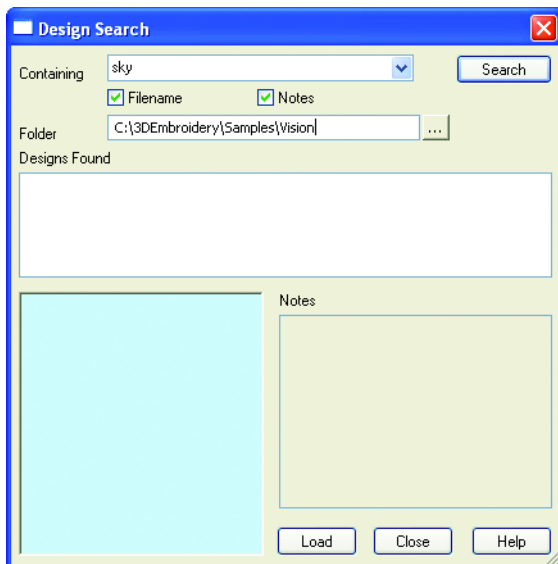 Design Search
Containing sky Search
Filename Notes
Folder C:\3DEmbroidery\Samples\Vision ...
Designs Found
Notes
Load Close Help